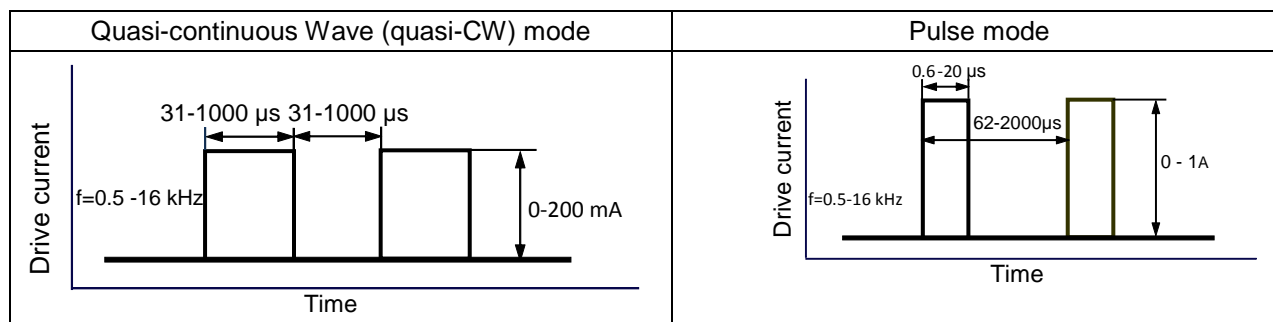 Quasi-continuous Wave (quasi-CW) mode
Drive current
31-1000 µs 31-1000 µs
f=0.5 -16 kHz
0-200 mA
Time
Pulse mode
Drive current
0.6-20 µs
62-2000µs
0 - 1A
f=0.5-16 kHz
Time